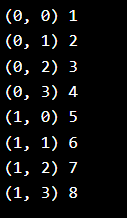 (0, 0) 1
(0, 1) 2
(0, 2) 3
(0, 3) 4
(1, 0) 5
(1, 1) 6
(1, 2) 7
(1, 3) 8